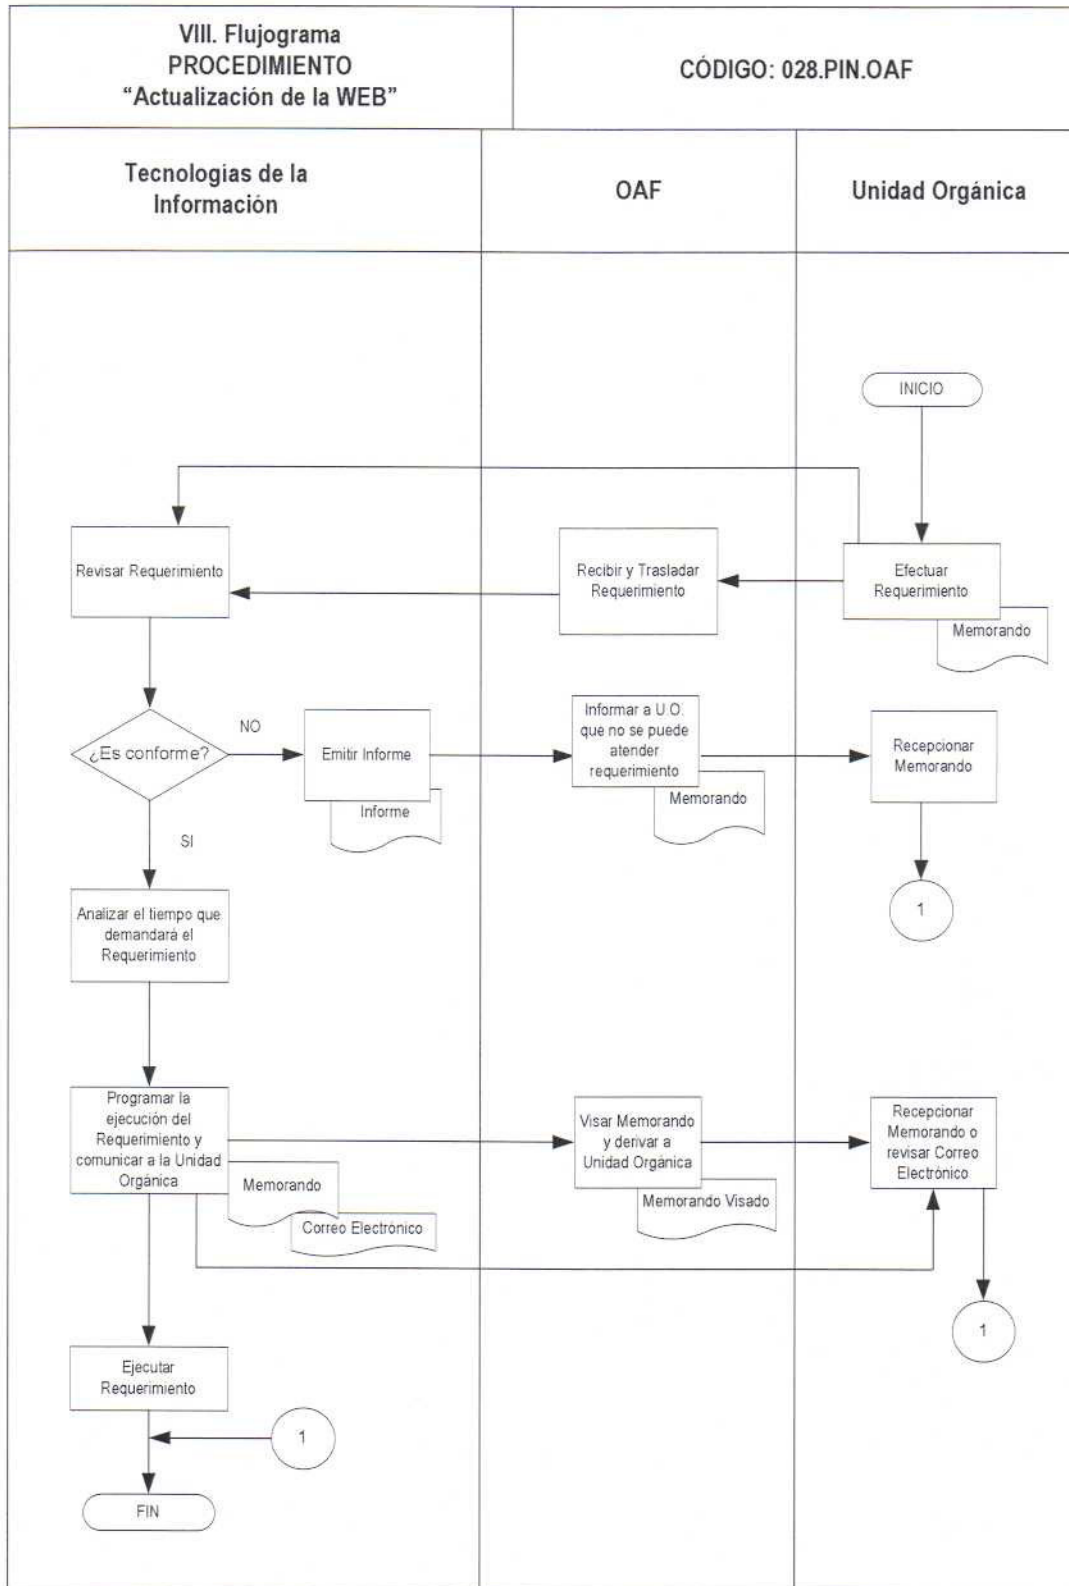 VIII. Flujograma
PROCEDIMIENTO
“Actualización de la WEB”
CÓDIGO: 028.PIN.OAF
Tecnologias de la
Información
OAF
Unidad Orgánica
INICIO
Revisar Requerimiento
Recibir y Trasladar
Requerimiento
Efectuar
Requerimiento
Memorando
¿Es conforme?
NO
Emitir Informe
Informe
Informar a U.O.
que no se puede
atender
requerimiento
Memorando
Recepcionar
Memorando
SI
1
Analizar el tiempo que
demandará el
Requerimiento
Programar la
ejecución del
Requerimiento y
comunicar a la Unidad
Orgánica
Memorando
Correo Electrónico
Visar Memorando
y derivar a
Unidad Orgánica
Memorando Visado
Recepcionar
Memorando o
revisar Correo
Electrónico
1
Ejecutar
Requerimiento
1
FIN